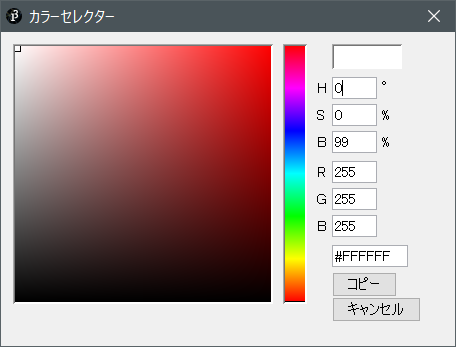 カラーセレクター
H 0 °
S 0 %
B 99 %
R 255
G 255
B 255
#FFFFFF
コピー
キャンセル